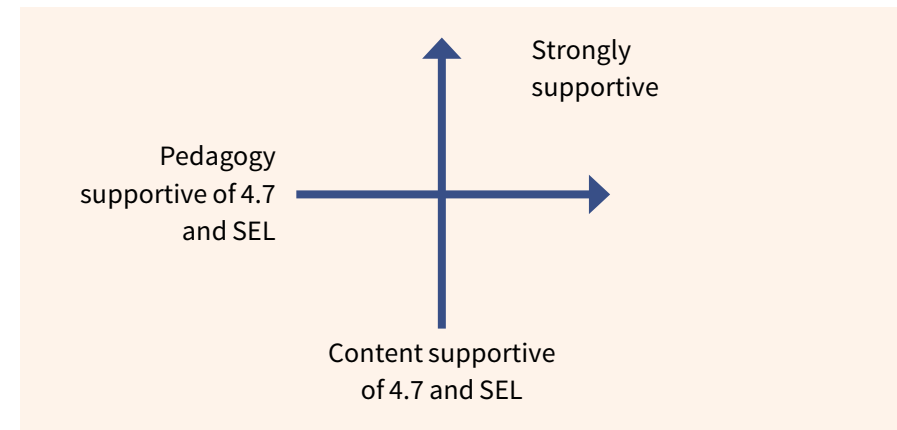 Strongly
supportive
Pedagogy
supportive of 4.7
and SEL
Content supportive
of 4.7 and SEL